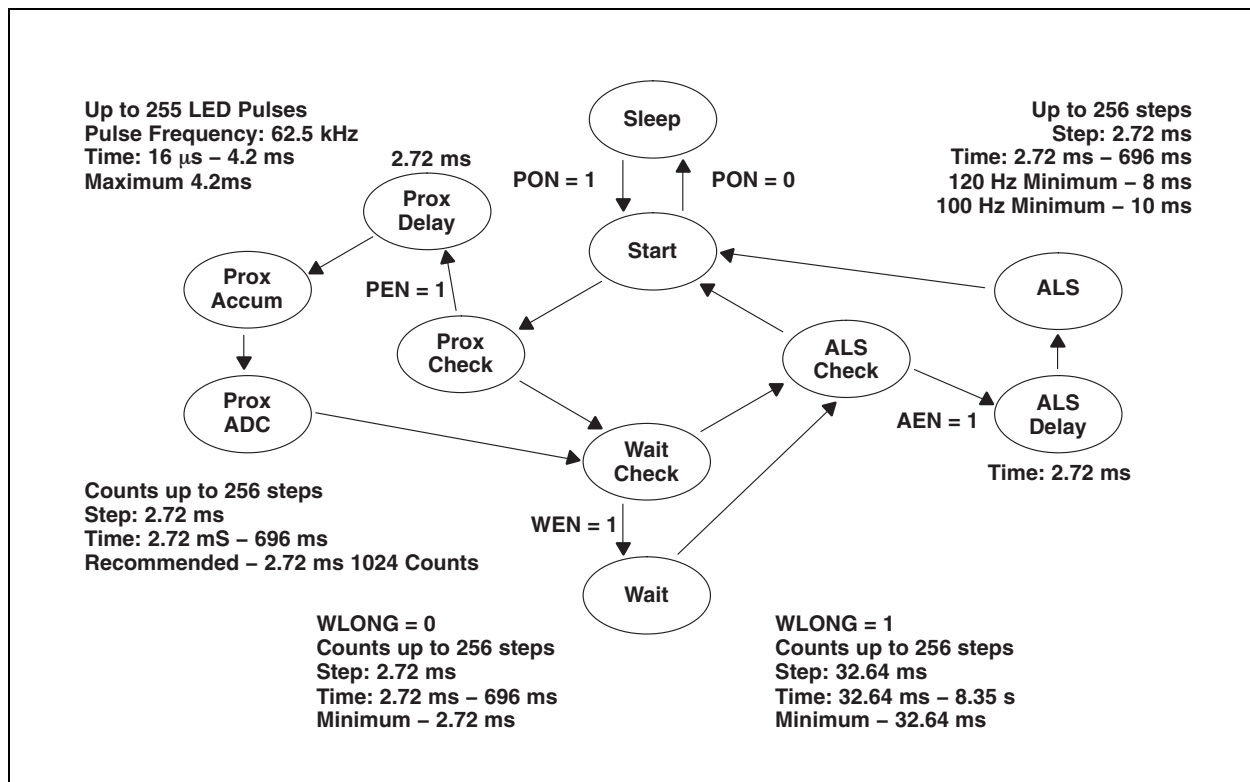 Up to 255 LED Pulses
Pulse Frequency: 62.5 kHz
Time: 16 μs – 4.2 ms
Maximum 4.2ms
2.72 ms
Prox
Delay
Sleep
PON = 1
PON = 0
Up to 256 steps
Step: 2.72 ms
Time: 2.72 ms – 696 ms
120 Hz Minimum – 8 ms
100 Hz Minimum – 10 ms
Start
Prox
Accum
PEN = 1
ALS
Prox
Check
ALS
Check
Prox
ADC
AEN = 1
ALS
Delay
Time: 2.72 ms
Wait
Check
Counts up to 256 steps
Step: 2.72 ms
Time: 2.72 mS – 696 ms
Recommended – 2.72 ms 1024 Counts
WEN = 1
Wait
WLONG = 0
Counts up to 256 steps
Step: 2.72 ms
Time: 2.72 ms – 696 ms
Minimum – 2.72 ms
WLONG = 1
Counts up to 256 steps
Step: 32.64 ms
Time: 32.64 ms – 8.35 s
Minimum – 32.64 ms